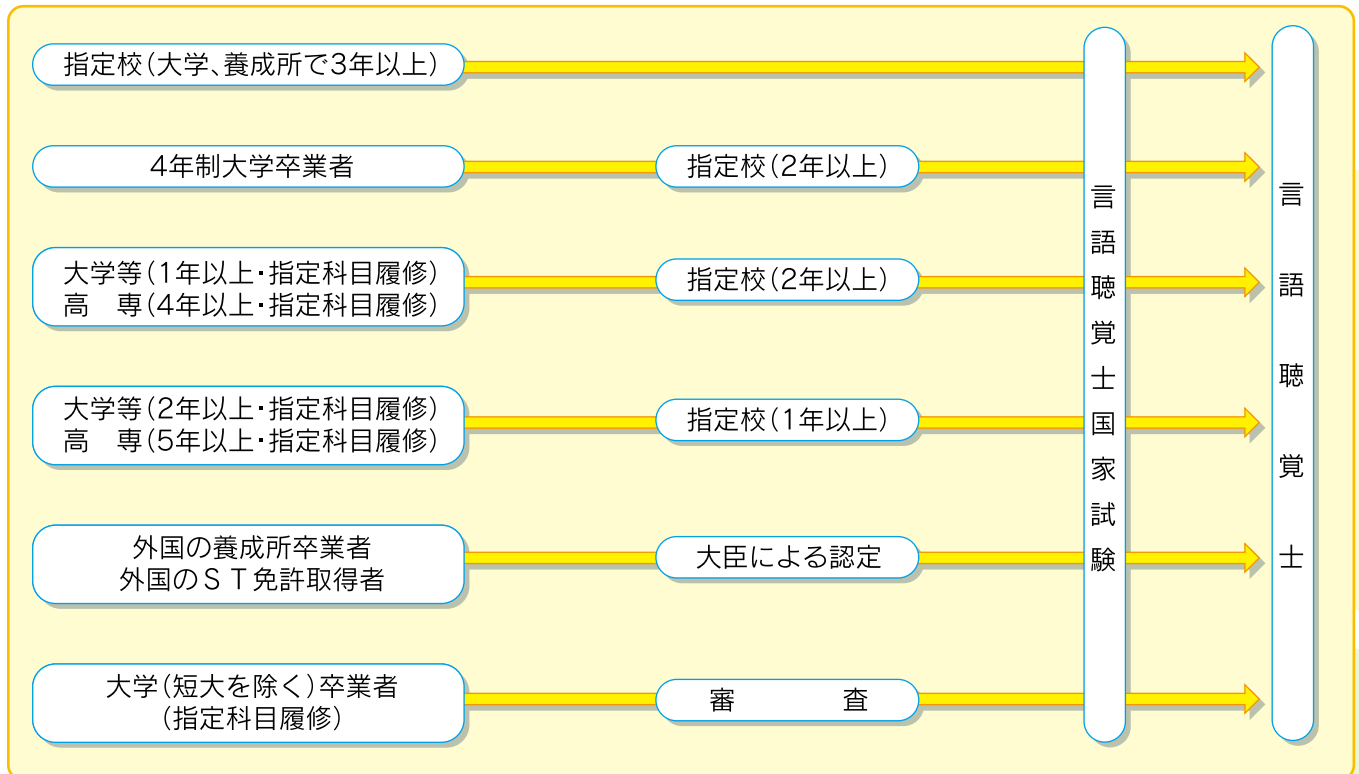 指定校(大学、養成所で3年以上)
4年制大学卒業者
指定校(2年以上)
大学等(1年以上・指定科目履修)
高　専(4年以上・指定科目履修)
指定校(2年以上)
大学等(2年以上・指定科目履修)
高　専(5年以上・指定科目履修)
指定校(1年以上)
外国の養成所卒業者
外国のＳＴ免許取得者
大臣による認定
大学(短大を除く)卒業者
(指定科目履修)
審　　　査
言語聴覚士国家試験
言語聴覚士